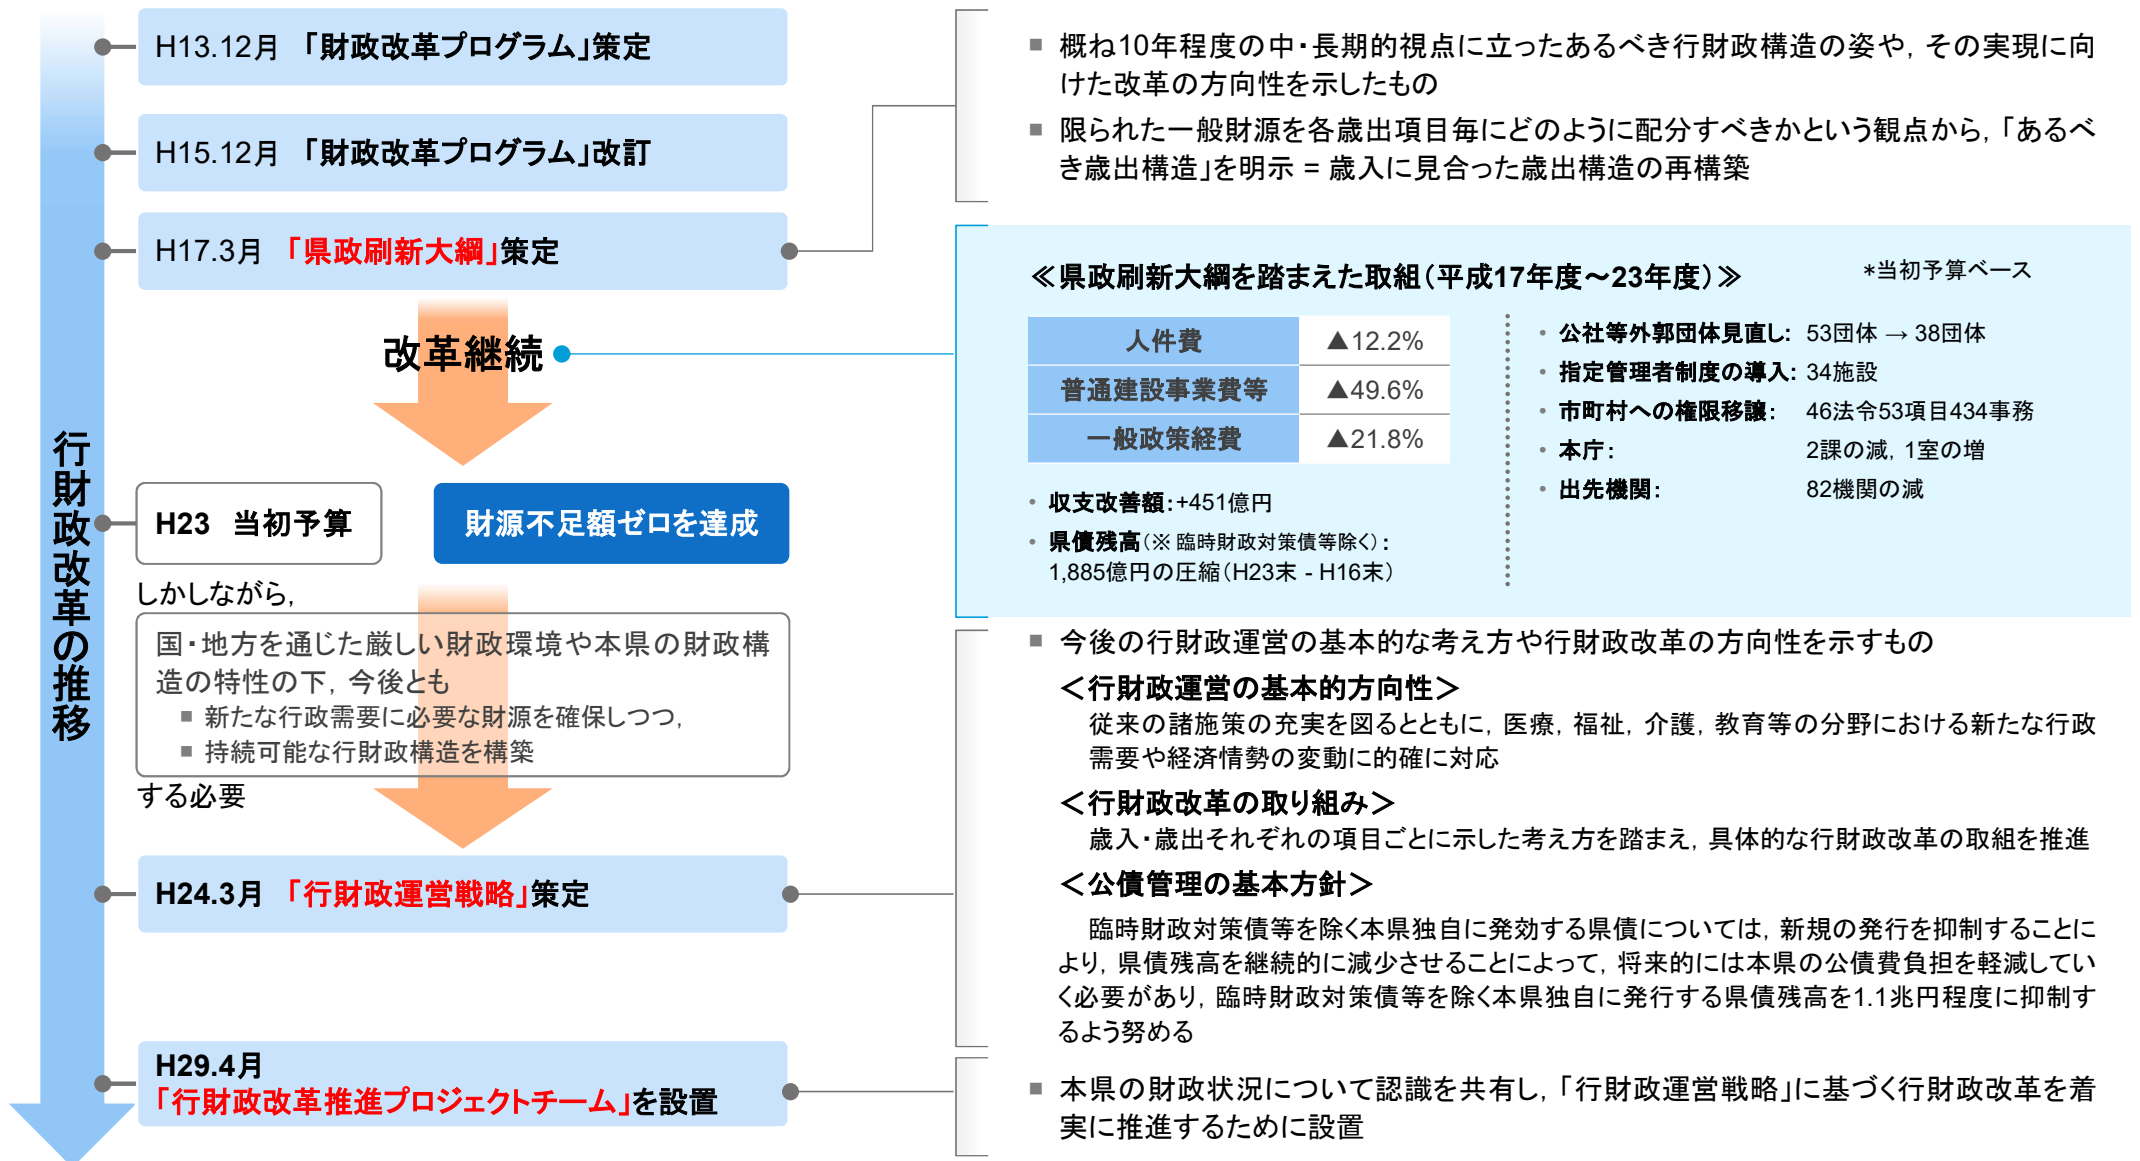 行財政改革の推移
H13.12月 「財政改革プログラム」策定
H15.12月 「財政改革プログラム」改訂
H17.3月 「県政刷新大綱」策定
改革継続
H23 当初予算
財源不足額ゼロを達成
しかしながら,
国・地方を通じた厳しい財政環境や本県の財政構
造の特性の下, 今後とも
■ 新たな行政需要に必要な財源を確保しつつ,
■ 持続可能な行財政構造を構築
する必要
H24.3月 「行財政運営戦略」策定
H29.4月
「行財政改革推進プロジェクトチーム」を設置
■ 概ね10年程度の中・長期的視点に立ったあるべき行財政構造の姿や, その実現に向
けた改革の方向性を示したもの
■ 限られた一般財源を各歳出項目毎にどのように配分すべきかという観点から, 「あるべ
き歳出構造」を明示 = 歳入に見合った歳出構造の再構築
≪県政刷新大綱を踏まえた取組(平成17年度～23年度)≫ *当初予算ベース
人件費 ▲12.2%
普通建設事業費等 ▲49.6%
一般政策経費 ▲21.8%
• 収支改善額:+451億円
• 県債残高(※ 臨時財政対策債等除く):
1,885億円の圧縮(H23末 - H16末)
• 公社等外郭団体見直し: 53団体 → 38団体
• 指定管理者制度の導入: 34施設
• 市町村への権限移譲: 46法令53項目434事務
• 本庁: 2課の減, 1室の増
• 出先機関: 82機関の減
■ 今後の行財政運営の基本的な考え方や行財政改革の方向性を示すもの
＜行財政運営の基本的方向性＞
従来の諸施策の充実を図るとともに, 医療, 福祉, 介護, 教育等の分野における新たな行政
需要や経済情勢の変動に的確に対応
＜行財政改革の取り組み＞
歳入・歳出それぞれの項目ごとに示した考え方を踏まえ, 具体的な行財政改革の取組を推進
＜公債管理の基本方針＞
臨時財政対策債等を除く本県独自に発効する県債については, 新規の発行を抑制することに
より, 県債残高を継続的に減少させることによって, 将来的には本県の公債費負担を軽減してい
く必要があり, 臨時財政対策債等を除く本県独自に発行する県債残高を1.1兆円程度に抑制す
るよう努める
■ 本県の財政状況について認識を共有し, 「行財政運営戦略」に基づく行財政改革を着
実に推進するために設置